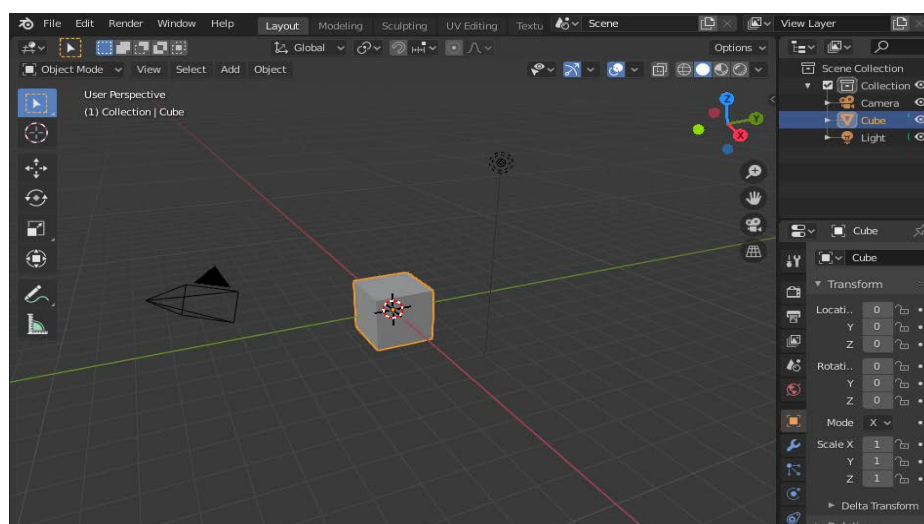 File Edit Render Window Help Layout Modeling Sculpting UV Editing Textu Scene View Layer
Global Options
Object Mode View Select Add Object
User Perspective
(1) Collection | Cube
Z
Y
X
Scene Collection
Collection
Camera
Cube
Light
Cube
Cube
Transform
Locati.. 0
Y 0
Z 0
Rotati.. 0
Y 0
Z 0
Mode X
Scale X 1
Y 1
Z 1
Delta Transform